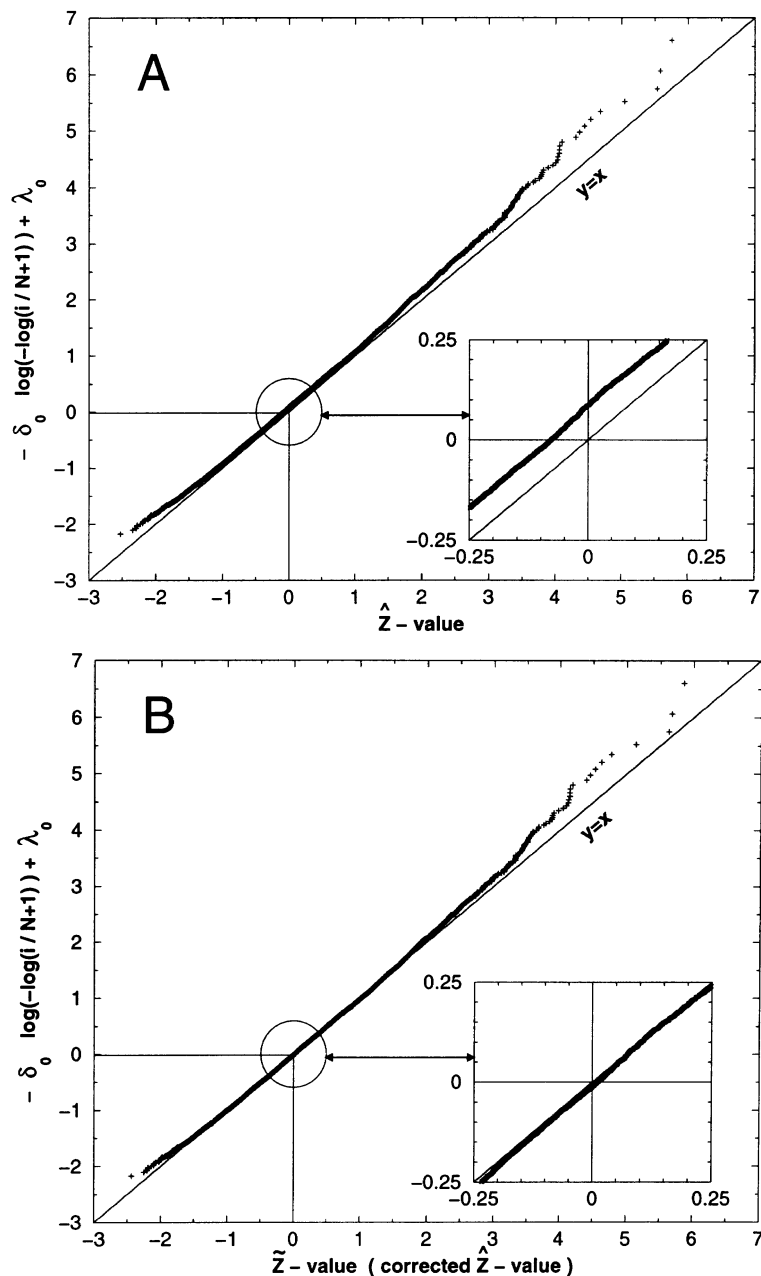 A
7
6
5
4
3
2
1
0
−1
−2
−3
− δ₀ log(−log(i / N+1)) + λ₀
y=x
0.25
0
−0.25
−0.25 0 0.25
−3 −2 −1 0 1 2 3 4 5 6 7
Ẑ − value
B
7
6
5
4
3
2
1
0
−1
−2
−3
− δ₀ log(−log(i / N+1)) + λ₀
y=x
0.25
0
−0.25
−0.25 0 0.25
−3 −2 −1 0 1 2 3 4 5 6 7
Z̃ − value ( corrected Ẑ − value )